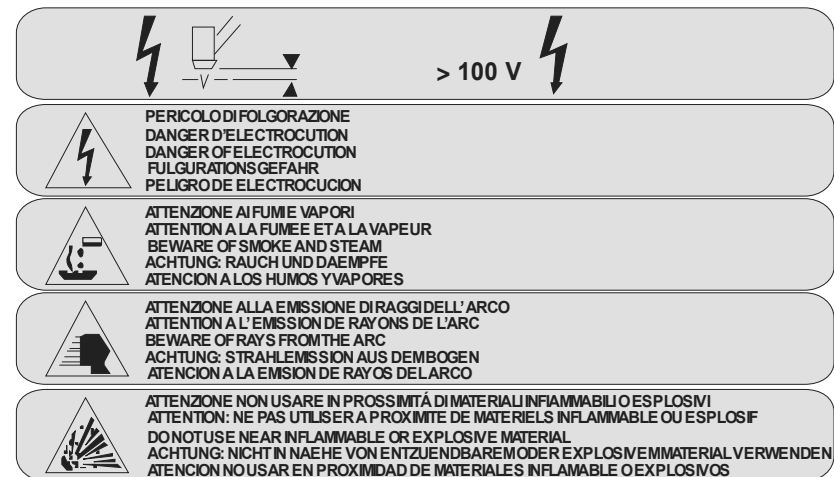 > 100 V
PERICOLO DI FOLGORAZIONE
DANGER D'ELECTROCUTION
DANGER OF ELECTROCUTION
FULGURATIONSGEFAHR
PELIGRO DE ELECTROCUCION
ATTENZIONE AI FUMI E VAPORI
ATTENTION A LA FUMEE ET A LA VAPEUR
BEWARE OF SMOKE AND STEAM
ACHTUNG: RAUCH UND DAEMPFE
ATENCION A LOS HUMOS Y VAPORES
ATTENZIONE ALLA EMISSIONE DI RAGGI DELL' ARCO
ATTENTION A L' EMISSION DE RAYONS DE L'ARC
BEWARE OF RAYS FROM THE ARC
ACHTUNG: STRAHLEMISSION AUS DEM BOGEN
ATENCION A LA EMISION DE RAYOS DEL ARCO
ATTENZIONE NON USARE IN PROSSIMITÁ DI MATERIALI INFIAMMABILI O ESPLOSIVI
ATTENTION: NE PAS UTILISER A PROXIMITE DE MATERIELS INFLAMMABLE OU ESPLOSIF
DO NOT USE NEAR INFLAMMABLE OR EXPLOSIVE MATERIAL
ACHTUNG: NICHT IN NAEHE VON ENTZUENDBAREM ODER EXPLOSIVEM MATERIAL VERWENDEN
ATENCION NO USAR EN PROXIMIDAD DE MATERIALES INFLAMABLE O EXPLOSIVOS